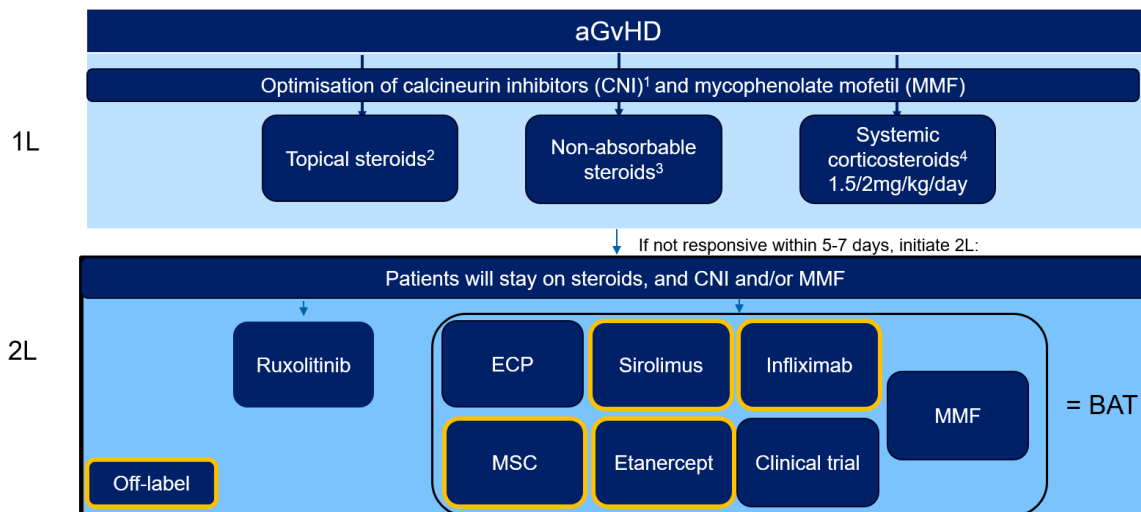 aGvHD
Optimisation of calcineurin inhibitors (CNI)¹ and mycophenolate mofetil (MMF)
1L
Topical steroids²
Non-absorbable
steroids³
Systemic
corticosteroids⁴
1.5/2mg/kg/day
If not responsive within 5-7 days, initiate 2L:
Patients will stay on steroids, and CNI and/or MMF
2L
Ruxolitinib
ECP
Sirolimus
Infliximab
MMF
= BAT
MSC
Etanercept
Clinical trial
Off-label